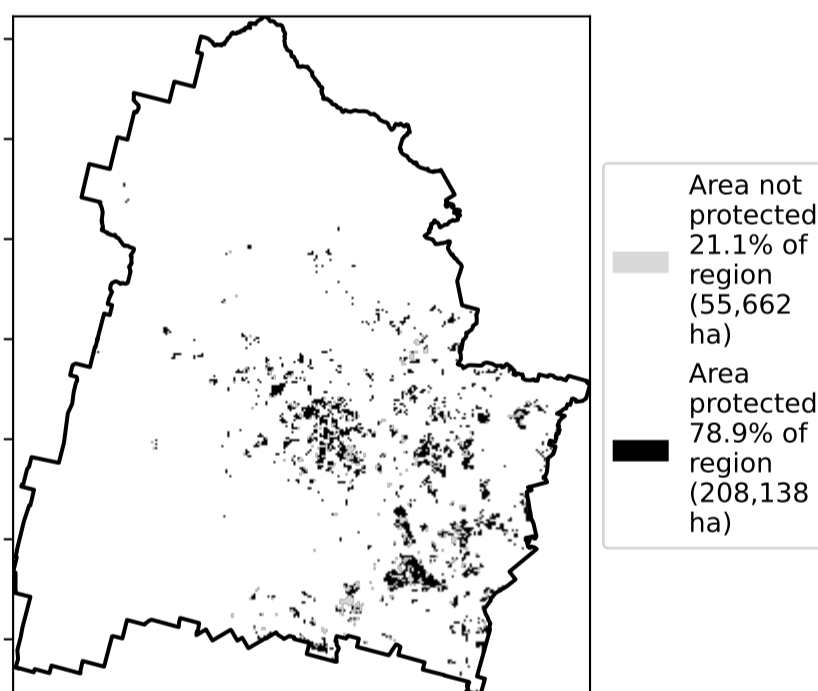 Area not
protected
21.1% of
region
(55,662
ha)
Area
protected
78.9% of
region
(208,138
ha)